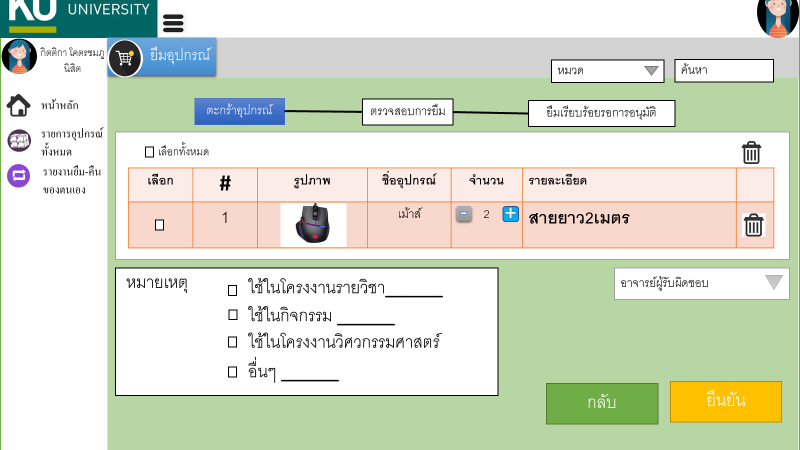 KU UNIVERSITY
กิตติกา โคตรชมภู
นิสิต
ยืมอุปกรณ์
หมวด
ค้นหา
หน้าหลัก
รายการอุปกรณ์
ทั้งหมด
รายงานยืม-คืน
ของตนเอง
ตะกร้าอุปกรณ์
ตรวจสอบการยืม
ยืมเรียบร้อยรอการอนุมัติ
เลือกทั้งหมด
เลือก # รูปภาพ ชื่ออุปกรณ์ จำนวน รายละเอียด
1 เม้าส์ 2 สายยาว2เมตร
หมายเหตุ
ใช้ในโครงงานรายวิชา_______
ใช้ในกิจกรรม _______
ใช้ในโครงงานวิศวกรรมศาสตร์
อื่นๆ _______
อาจารย์ผู้รับผิดชอบ
กลับ
ยืนยัน